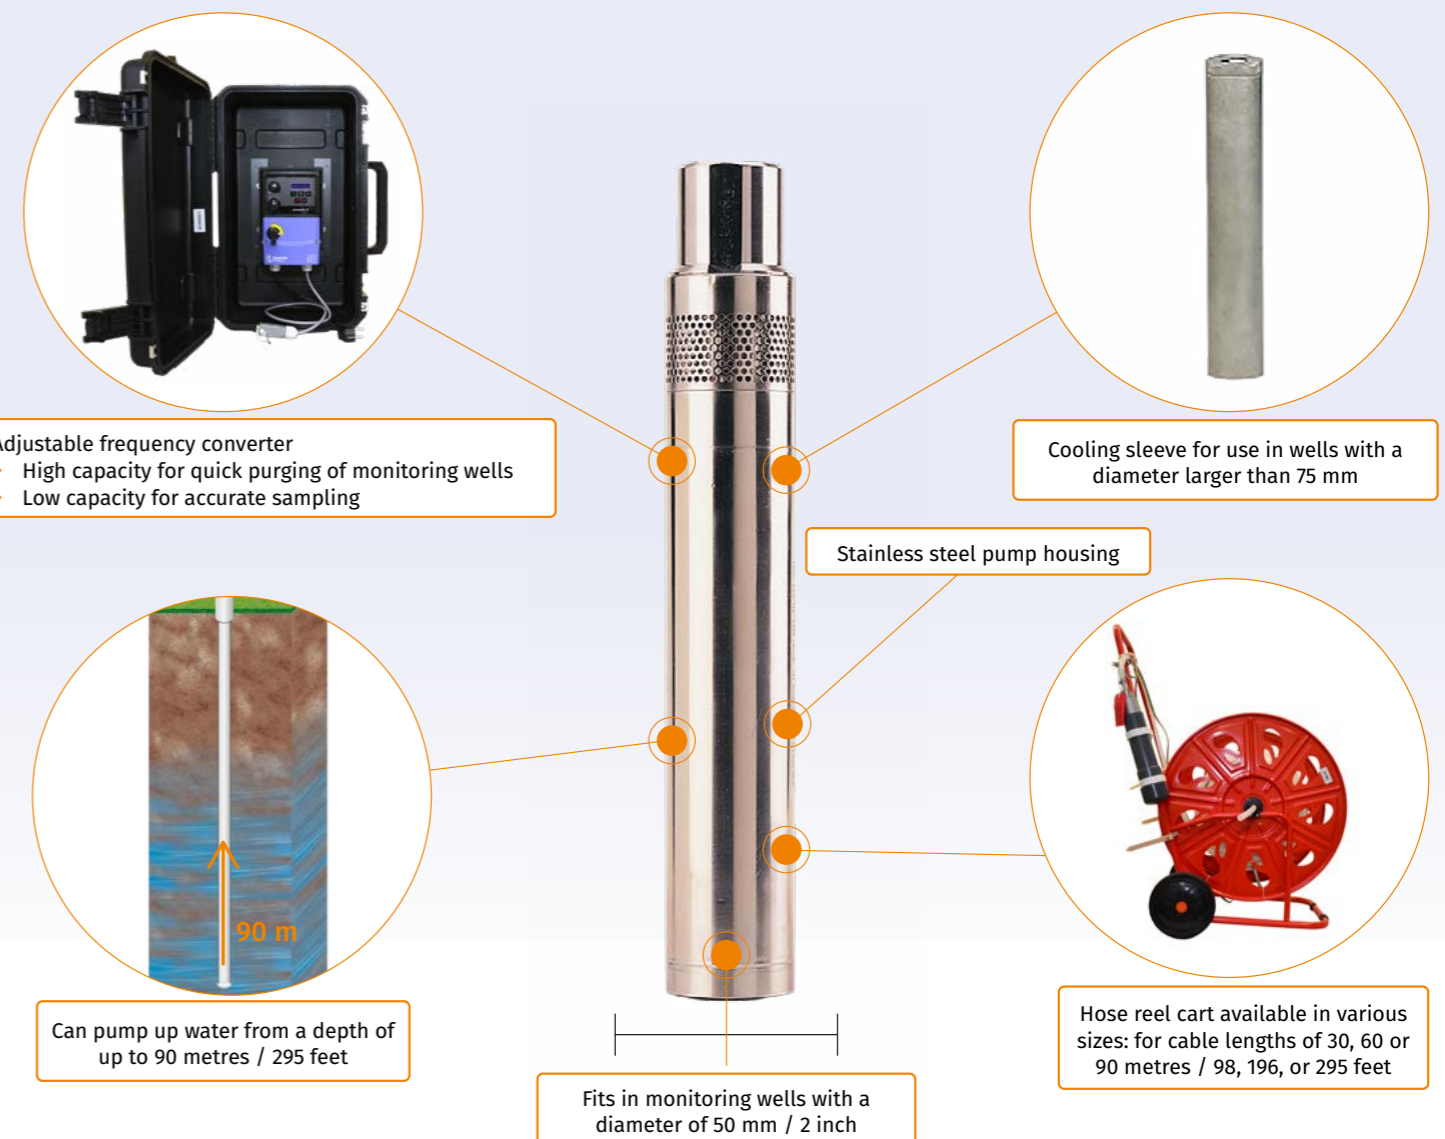 Adjustable frequency converter
High capacity for quick purging of monitoring wells
Low capacity for accurate sampling
Cooling sleeve for use in wells with a
diameter larger than 75 mm
Stainless steel pump housing
90 m
Can pump up water from a depth of
up to 90 metres / 295 feet
Hose reel cart available in various
sizes: for cable lengths of 30, 60 or
90 metres / 98, 196, or 295 feet
Fits in monitoring wells with a
diameter of 50 mm / 2 inch